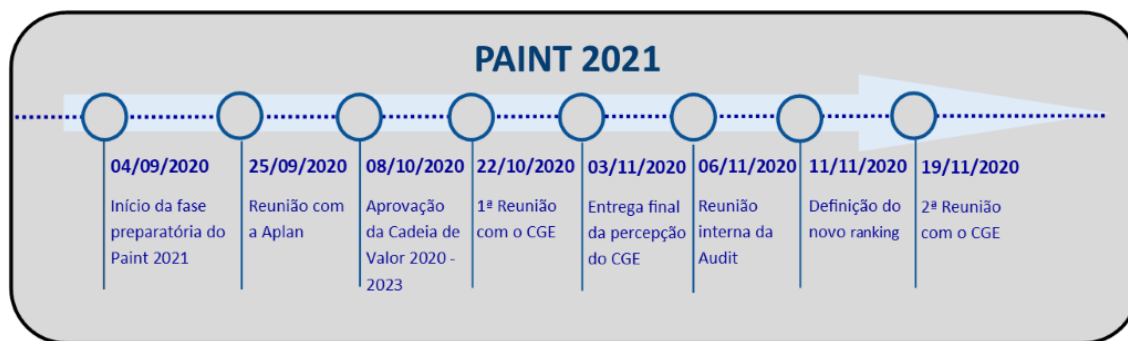 PAINT 2021
04/09/2020
Início da fase
preparatória do
Paint 2021
25/09/2020
Reunião com
a Aplan
08/10/2020
Aprovação
da Cadeia de
Valor 2020 -
2023
22/10/2020
1ª Reunião
com o CGE
03/11/2020
Entrega final
da percepção
do CGE
06/11/2020
Reunião
interna da
Audit
11/11/2020
Definição do
novo ranking
19/11/2020
2ª Reunião
com o CGE